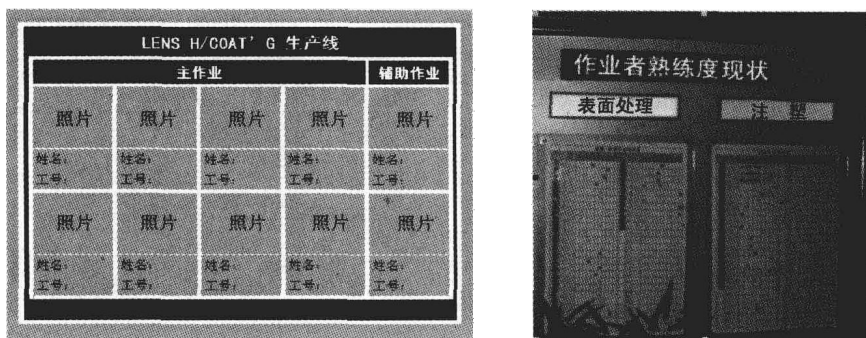 LENS H/COAT' G 生产线
主作业 辅助作业
照片 照片 照片 照片 照片
姓名: 姓名: 姓名: 姓名: 姓名:
工号: 工号: 工号: 工号: 工号:
照片 照片 照片 照片 照片
姓名: 姓名: 姓名: 姓名: 姓名:
工号: 工号: 工号: 工号: 工号:
作业者熟练度现状
表面处理 注 塑